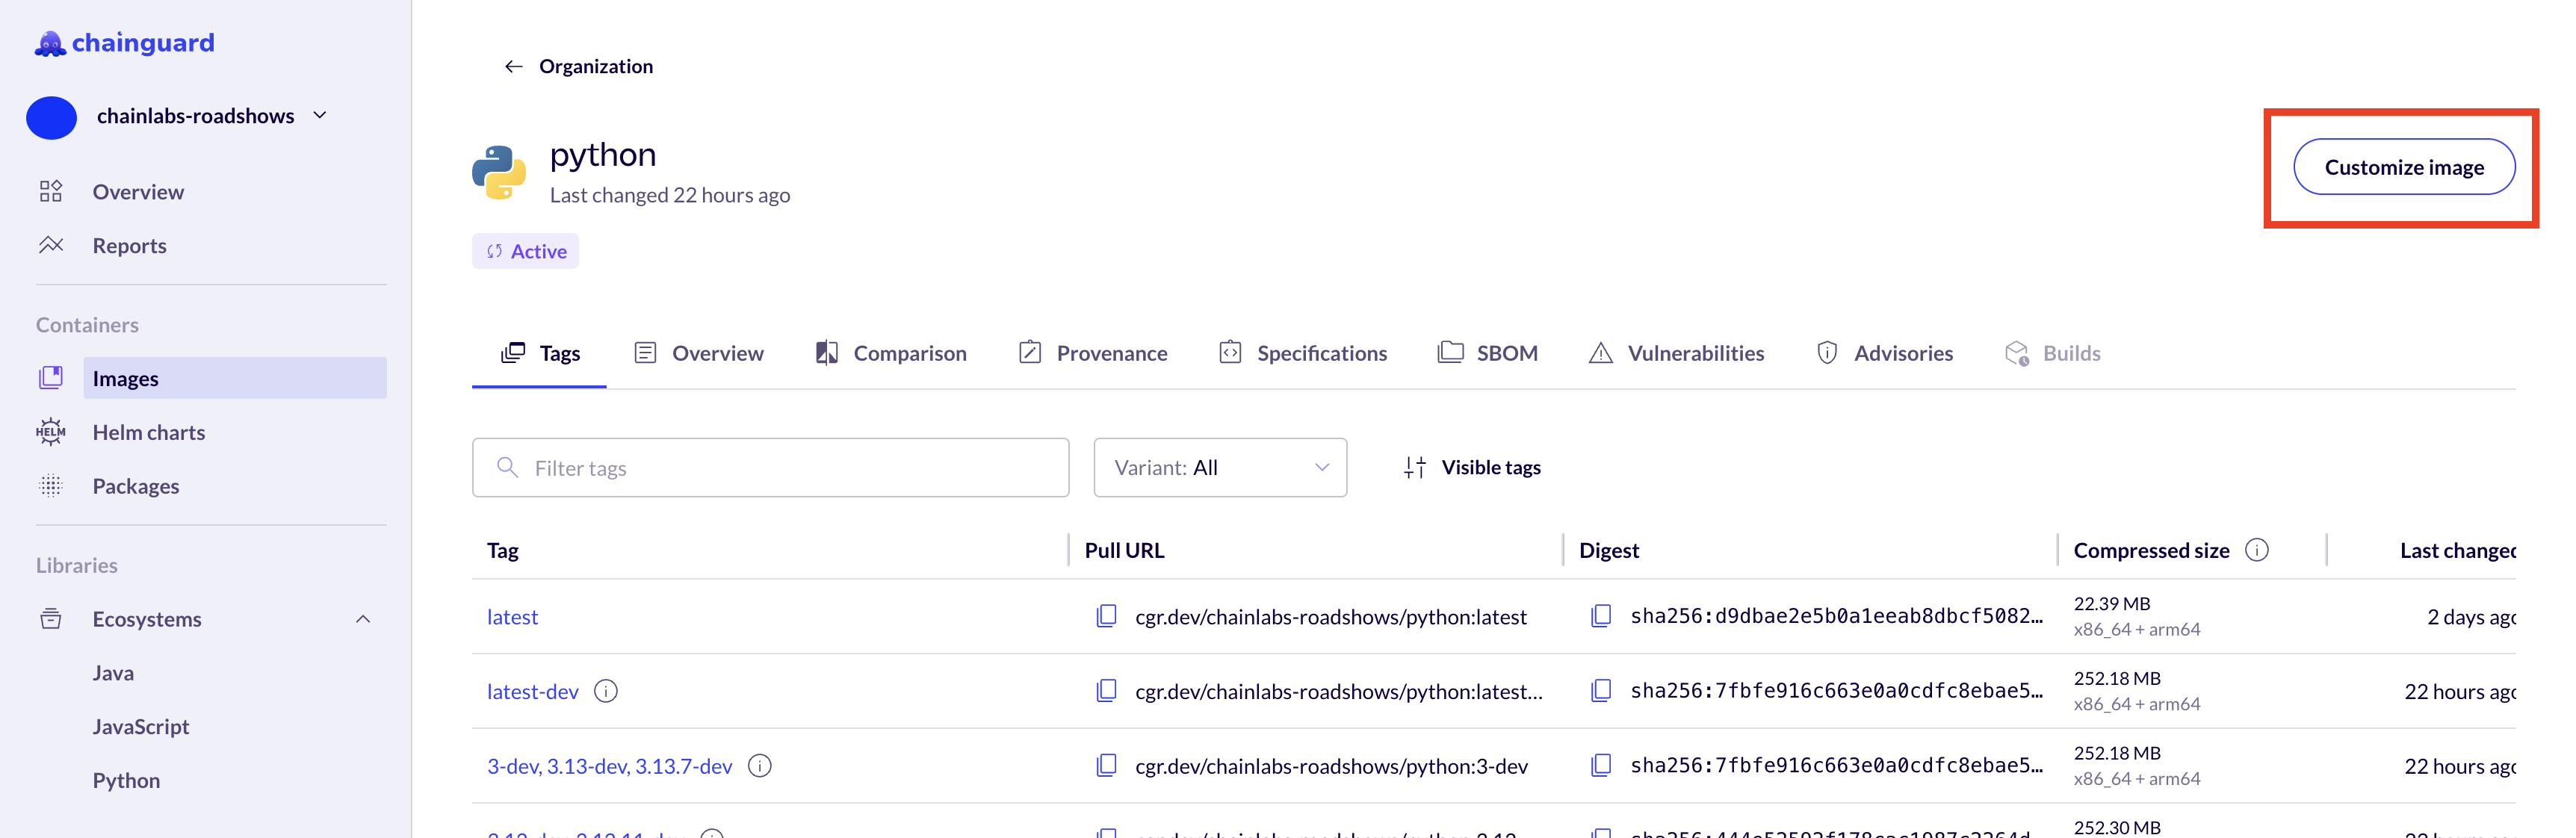 chainguard
chainlabs-roadshows
Overview
Reports
Containers
Images
HELM Helm charts
Packages
Libraries
Ecosystems
Java
JavaScript
Python
Organization
python
Last changed 22 hours ago
Customize image
Active
Tags Overview Comparison Provenance Specifications SBOM Vulnerabilities Advisories Builds
Filter tags Variant: All Visible tags
Tag Pull URL Digest Compressed size Last changed
latest cgr.dev/chainlabs-roadshows/python:latest sha256:d9dbae2e5b0a1eeab8dbcf5082... 22.39 MB 2 days ago
x86_64 + arm64
latest-dev cgr.dev/chainlabs-roadshows/python:latest... sha256:7fbfe916c663e0a0cdfc8ebae5... 252.18 MB 22 hours ago
x86_64 + arm64
3-dev, 3.13-dev, 3.13.7-dev cgr.dev/chainlabs-roadshows/python:3-dev sha256:7fbfe916c663e0a0cdfc8ebae5... 252.18 MB 22 hours ago
x86_64 + arm64
252.30 MB